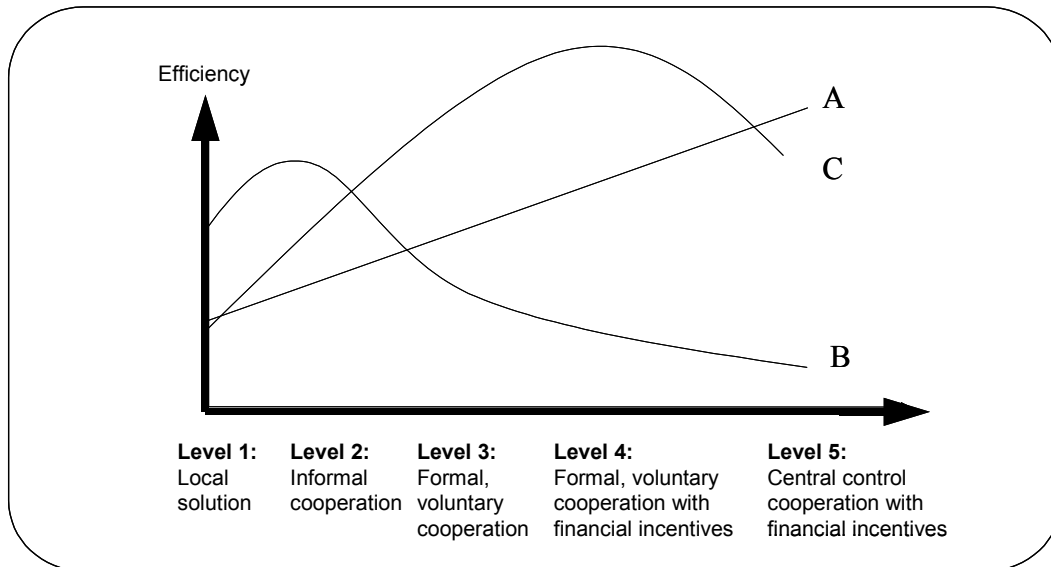 Efficiency
A
C
B
Level 1:
Local
solution
Level 2:
Informal
cooperation
Level 3:
Formal,
voluntary
cooperation
Level 4:
Formal, voluntary
cooperation with
financial incentives
Level 5:
Central control
cooperation with
financial incentives